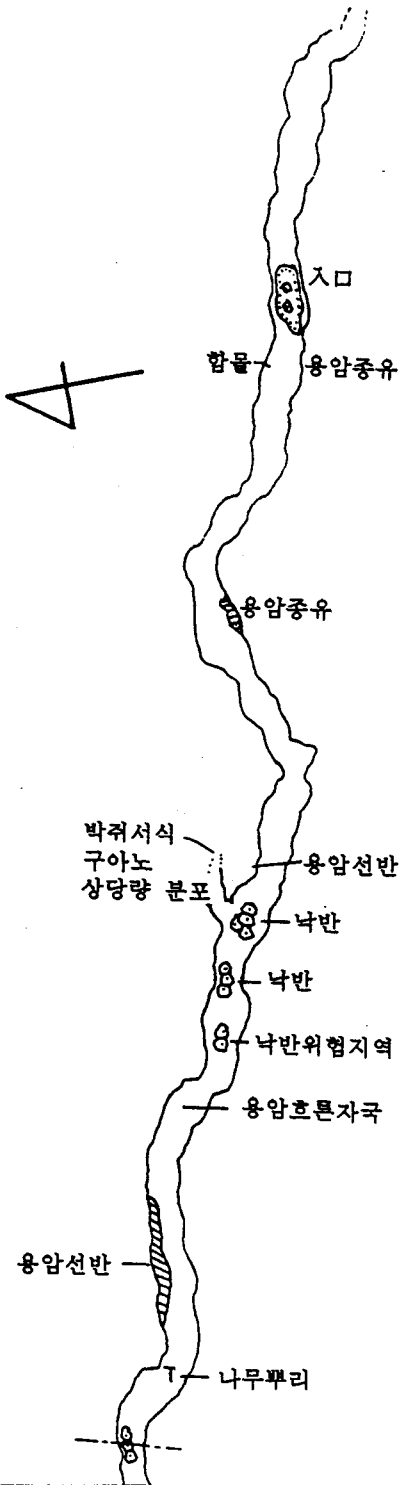 入口
함몰
용암종유
용암종유
박쥐서식
구아노
상당량 분포
용암선반
낙반
낙반
낙반위험지역
용암흐른자국
용암선반
나무뿌리